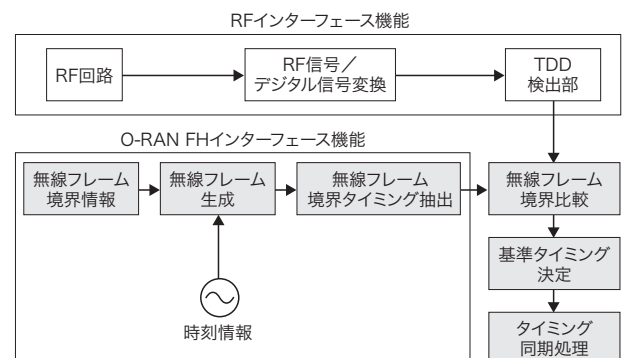 RFインターフェース機能
RF回路
RF信号／
デジタル信号変換
TDD
検出部
O-RAN FHインターフェース機能
無線フレーム
境界情報
無線フレーム
生成
無線フレーム
境界タイミング抽出
無線フレーム
境界比較
時刻情報
基準タイミング
決定
タイミング
同期処理